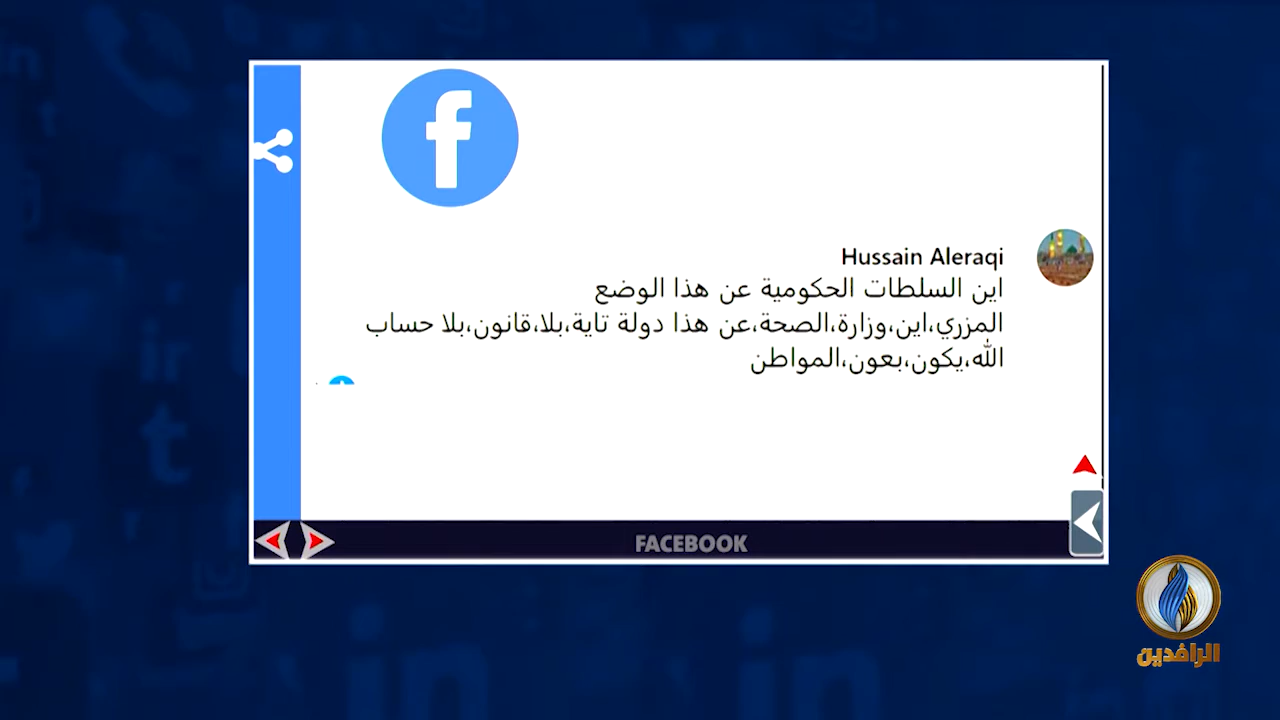 Hussain Aleraqi
اين السلطات الحكومية عن هذا الوضع
المزري،اين،وزارة،الصحة،عن هذا دولة تاية،بلا،قانون،بلا حساب
الله،يكون،بعون،المواطن
FACEBOOK
الرافدين